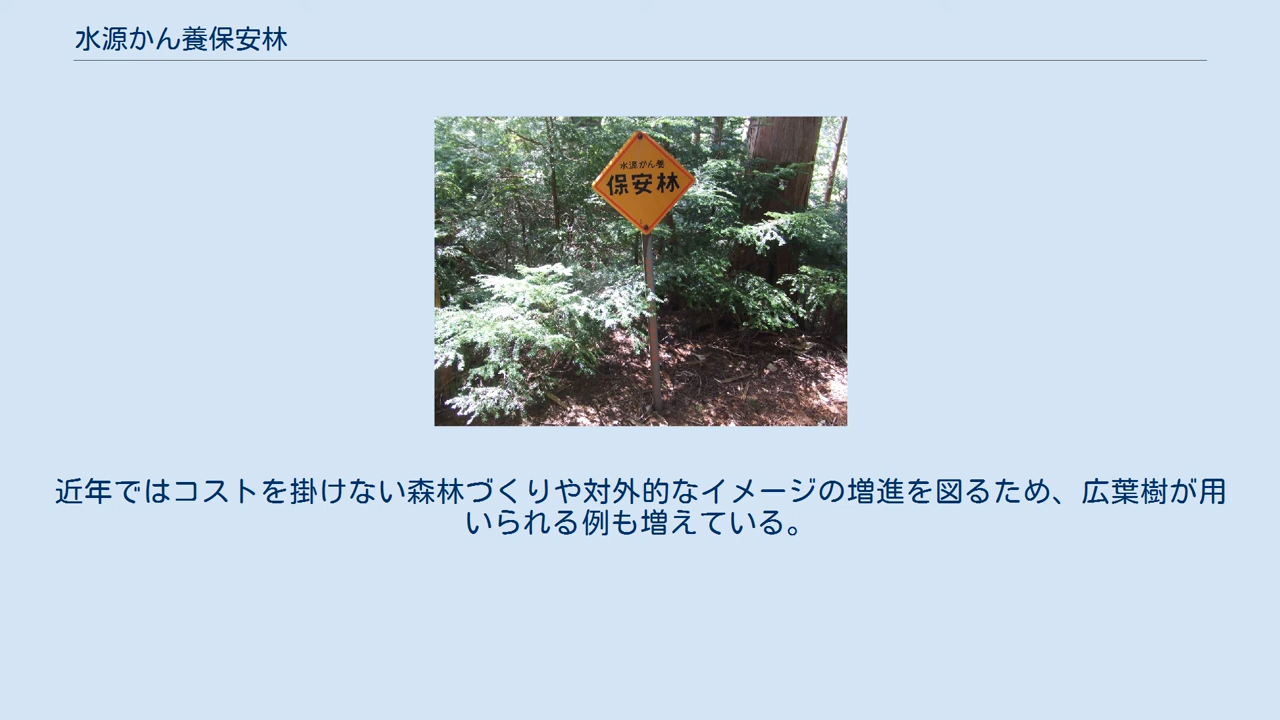 水源かん養保安林
水源かん養
保安林
近年ではコストを掛けない森林づくりや対外的なイメージの増進を図るため、広葉樹が用
いられる例も増えている。